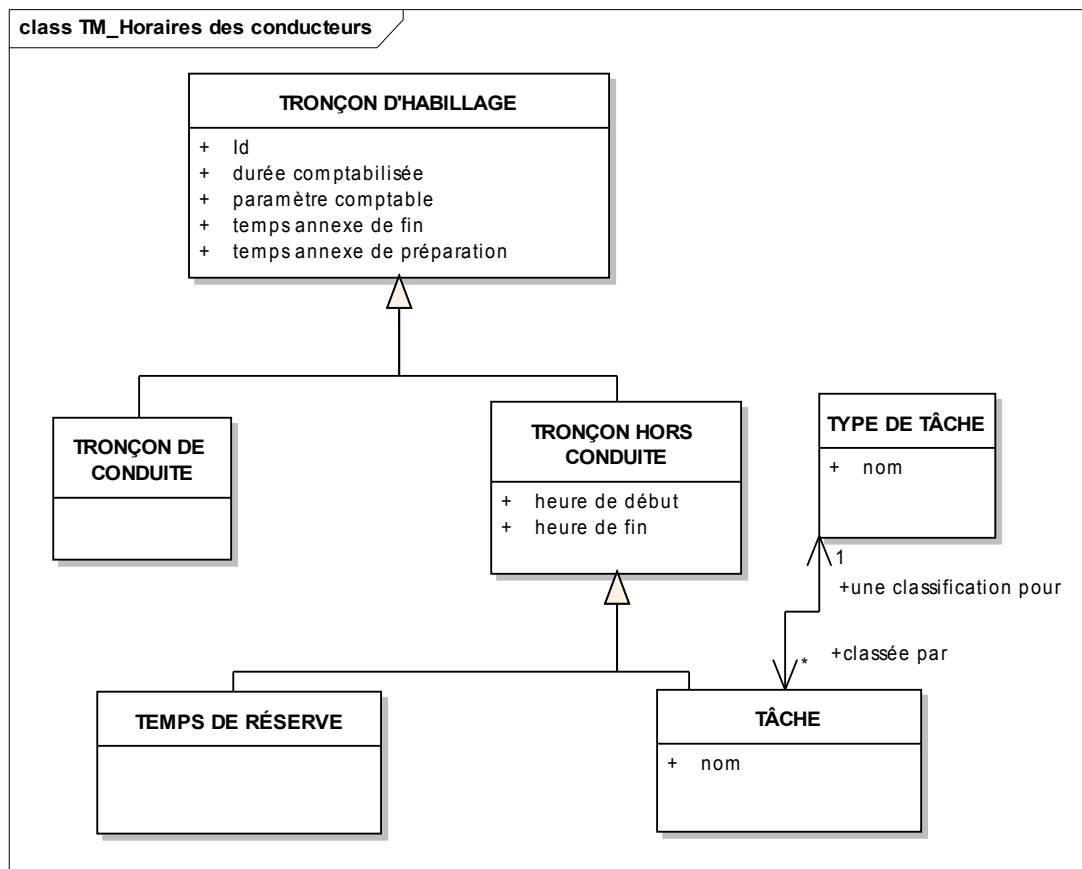 class TM_Horaires des conducteurs
TRONÇON D'HABILLAGE
+ Id
+ durée comptabilisée
+ paramètre comptable
+ temps annexe de fin
+ temps annexe de préparation
TRONÇON DE
CONDUITE
TRONÇON HORS
CONDUITE
+ heure de début
+ heure de fin
TYPE DE TÂCHE
+ nom
1
+une classification pour
* +classée par
TEMPS DE RÉSERVE
TÂCHE
+ nom